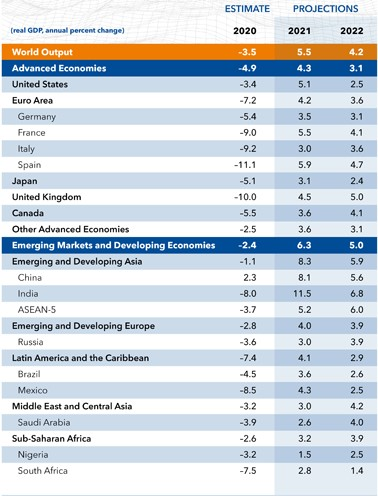 ESTIMATE PROJECTIONS
(real GDP, annual percent change) 2020 2021 2022
World Output –3.5 5.5 4.2
Advanced Economies –4.9 4.3 3.1
United States –3.4 5.1 2.5
Euro Area –7.2 4.2 3.6
Germany –5.4 3.5 3.1
France –9.0 5.5 4.1
Italy –9.2 3.0 3.6
Spain –11.1 5.9 4.7
Japan –5.1 3.1 2.4
United Kingdom –10.0 4.5 5.0
Canada –5.5 3.6 4.1
Other Advanced Economies –2.5 3.6 3.1
Emerging Markets and Developing Economies –2.4 6.3 5.0
Emerging and Developing Asia –1.1 8.3 5.9
China 2.3 8.1 5.6
India –8.0 11.5 6.8
ASEAN-5 –3.7 5.2 6.0
Emerging and Developing Europe –2.8 4.0 3.9
Russia –3.6 3.0 3.9
Latin America and the Caribbean –7.4 4.1 2.9
Brazil –4.5 3.6 2.6
Mexico –8.5 4.3 2.5
Middle East and Central Asia –3.2 3.0 4.2
Saudi Arabia –3.9 2.6 4.0
Sub-Saharan Africa –2.6 3.2 3.9
Nigeria –3.2 1.5 2.5
South Africa –7.5 2.8 1.4